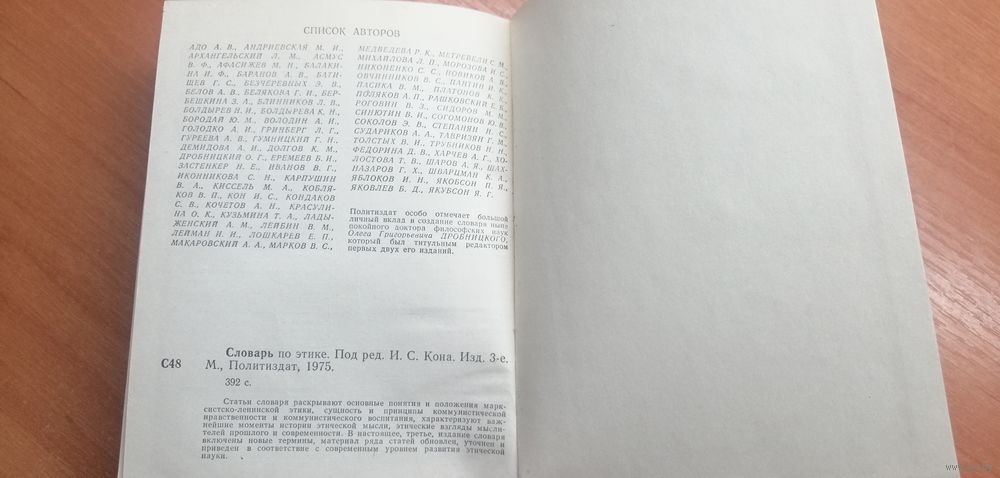 СПИСОК АВТОРОВ
АДО А. В., АНДРИЕВСКАЯ М. И.,
АРХАНГЕЛЬСКИЙ Л. М., АСМУС
В. Ф., АФАСИЖЕВ М. Н., БАЛАКИ-
НА И. Ф., БАРАНОВ А. В., БАТИ-
ЩЕВ Г. С., БЕЗЧЕРЕВНЫХ Э. В.,
БЕЛОВ А. В., БЕЛЯКОВА Г. И., БЕР-
БЕШКИНА З. А., БЛИННИКОВ Л. В.,
БОЛДЫРЕВ Н. И., БОЛДЫРЕВА К. Н.,
БОРОДАЙ Ю. М., ВОЛОДИН А. И.,
ГОЛОДКО А. И., ГРИНБЕРГ Л. Г.,
ГУРЕЕВА А. В., ГУМНИЦКИЙ Г. Н.,
ДЕМИДОВА А. И., ДОЛГОВ К. М.,
ДРОБНИЦКИЙ О. Г., ЕРЕМЕЕВ Б. И.,
ЗАСТЕНКЕР Н. Е., ИВАНОВ В. Г.,
ИКОННИКОВА С. Н., КАРПУШИН
В. А., КИССЕЛЬ М. А., КОБЛЯ-
КОВ В. П., КОН И. С., КОНДАКОВ
С. В., КОЧЕТОВ А. Н., КРАСУЛИ-
НА О. К., КУЗЬМИНА Т. А., ЛАДЫ-
ЖЕНСКИЙ А. М., ЛЕЙБИН В. М.,
ЛЕЙМАН И. И., ЛОШКАРЕВ Е. П.,
МАКАРОВСКИЙ А. А., МАРКОВ В. С.,
МЕДВЕДЕВА Р. К., МЕТРЕВЕЛИ С. М.,
МИХАЙЛОВА Л. П., МОРОЗОВА И. С.,
НИКОНЕНКО С. С., НОВИКОВ А. В.,
ОВЧИННИКОВ В. С., ПАНТИН И. К.,
ПАСИКА В. М., ПЛАТОНОВ К. К.,
ПОЛЯКОВ А. П., РАШКОВСКИЙ Е. Б.,
РОГОВИН В. З., СИДОРОВ М. М.,
СИНЮТИН В. И., СОГОМОНОВ Ю. В.,
СОКОЛОВ Э. В., СТЕПАНЯН Н. С.,
СУДАРИКОВ А. А., ТАВРИЗЯН Г. М.,
ТОЛСТЫХ В. И., ТРУБНИКОВ Н. Н.,
ФЕДОРИНА Д. В., ХАРЧЕВ А. Г., ХО-
ЛОСТОВА Т. В., ШАРОВ А. Я., ШАХ-
НАЗАРОВ Г. Х., ШВАРЦМАН К. А.,
ЯБЛОКОВ И. Н., ЯКОБСОН П. Я.,
ЯКОВЛЕВ Б. Д., ЯКУБСОН Я. Г.
Политиздат особо отмечает большой
личный вклад в создание словаря ныне
покойного доктора философских наук
Олега Григорьевича ДРОБНИЦКОГО,
который был титульным редактором
первых двух его изданий.
Словарь по этике. Под ред. И. С. Кона. Изд. 3-е.
С48 М., Политиздат, 1975.
392 с.
Статьи словаря раскрывают основные понятия и положения марк-
систско-ленинской этики, сущность и принципы коммунистической
нравственности и коммунистического воспитания, характеризуют важ-
нейшие моменты истории этической мысли, этические взгляды мысли-
телей прошлого и современности. В настоящее, третье, издание словаря
включены новые термины, материал ряда статей обновлен, уточнен и
приведен в соответствие с современным уровнем развития этической
науки.